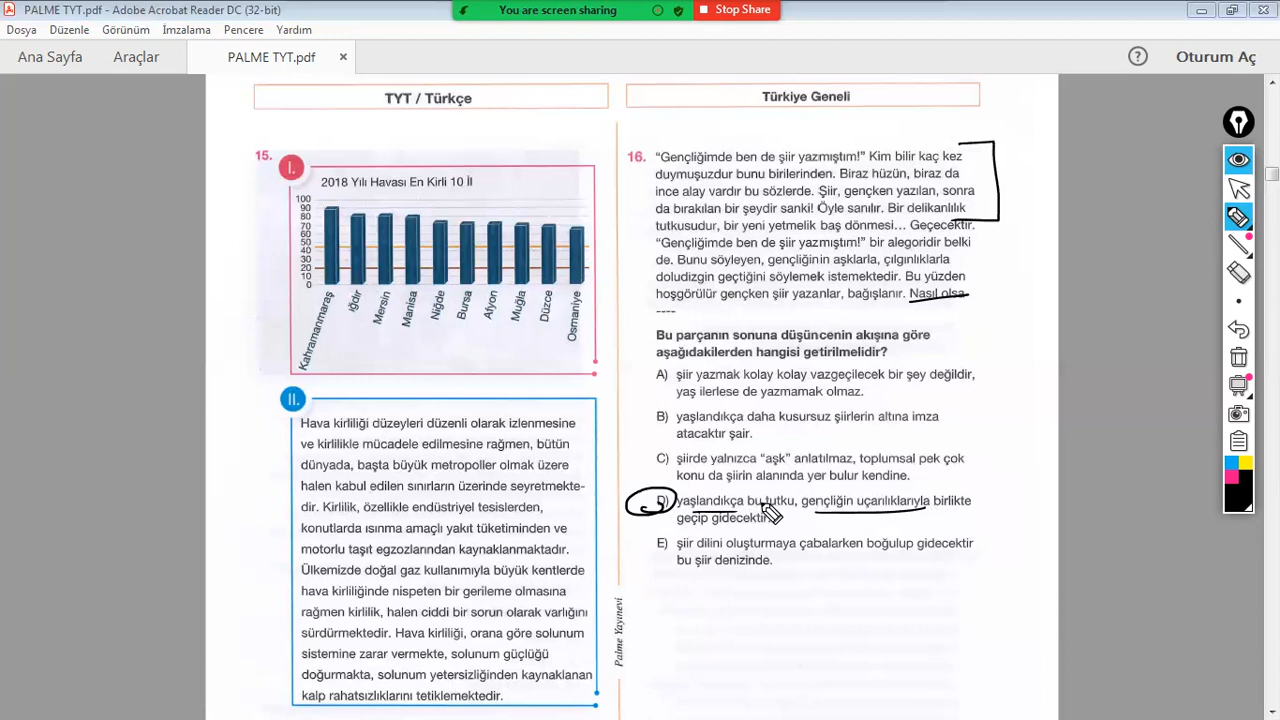 PALME TYT.pdf - Adobe Acrobat Reader DC (32-bit)
You are screen sharing
Stop Share
Dosya Düzenle Görünüm İmzalama Pencere Yardım
Ana Sayfa Araçlar PALME TYT.pdf × ? Oturum Aç
TYT / Türkçe
15.
I.
2018 Yılı Havası En Kirli 10 İl
100
90
80
70
60
50
40
30
20
10
0
Kahramanmaraş
Iğdır
Mersin
Manisa
Niğde
Bursa
Afyon
Muğla
Düzce
Osmaniye
II.
Hava kirliliği düzeyleri düzenli olarak izlenmesine
ve kirlilikle mücadele edilmesine rağmen, bütün
dünyada, başta büyük metropoller olmak üzere
halen kabul edilen sınırların üzerinde seyretmekte-
dir. Kirlilik, özellikle endüstriyel tesislerden,
konutlarda ısınma amaçlı yakıt tüketiminden ve
motorlu taşıt egzozlarından kaynaklanmaktadır.
Ülkemizde doğal gaz kullanımıyla büyük kentlerde
hava kirliliğinde nispeten bir gerileme olmasına
rağmen kirlilik, halen ciddi bir sorun olarak varlığını
sürdürmektedir. Hava kirliliği, orana göre solunum
sistemine zarar vermekte, solunum güçlüğü
doğurmakta, solunum yetersizliğinden kaynaklanan
kalp rahatsızlıklarını tetiklemektedir.
Palme Yayınevi
Türkiye Geneli
16. “Gençliğimde ben de şiir yazmıştım!” Kim bilir kaç kez
duymuşuzdur bunu birilerinden. Biraz hüzün, biraz da
ince alay vardır bu sözlerde. Şiir, gençken yazılan, sonra
da bırakılan bir şeydir sanki! Öyle sanılır. Bir delikanlılık
tutkusudur, bir yeni yetmelik baş dönmesi... Geçecektir.
“Gençliğimde ben de şiir yazmıştım!” bir alegoridir belki
de. Bunu söyleyen, gençliğinin aşklarla, çılgınlıklarla
doludizgin geçtiğini söylemek istemektedir. Bu yüzden
hoşgörülür gençken şiir yazanlar, bağışlanır. Nasıl olsa
----
Bu parçanın sonuna düşüncenin akışına göre
aşağıdakilerden hangisi getirilmelidir?
A) şiir yazmak kolay kolay vazgeçilecek bir şey değildir,
yaş ilerlese de yazmamak olmaz.
B) yaşlandıkça daha kusursuz şiirlerin altına imza
atacaktır şair.
C) şiirde yalnızca “aşk” anlatılmaz, toplumsal pek çok
konu da şiirin alanında yer bulur kendine.
D) yaşlandıkça bu tutku, gençliğin uçarılıklarıyla birlikte
geçip gidecektir.
E) şiir dilini oluşturmaya çabalarken boğulup gidecektir
bu şiir denizinde.